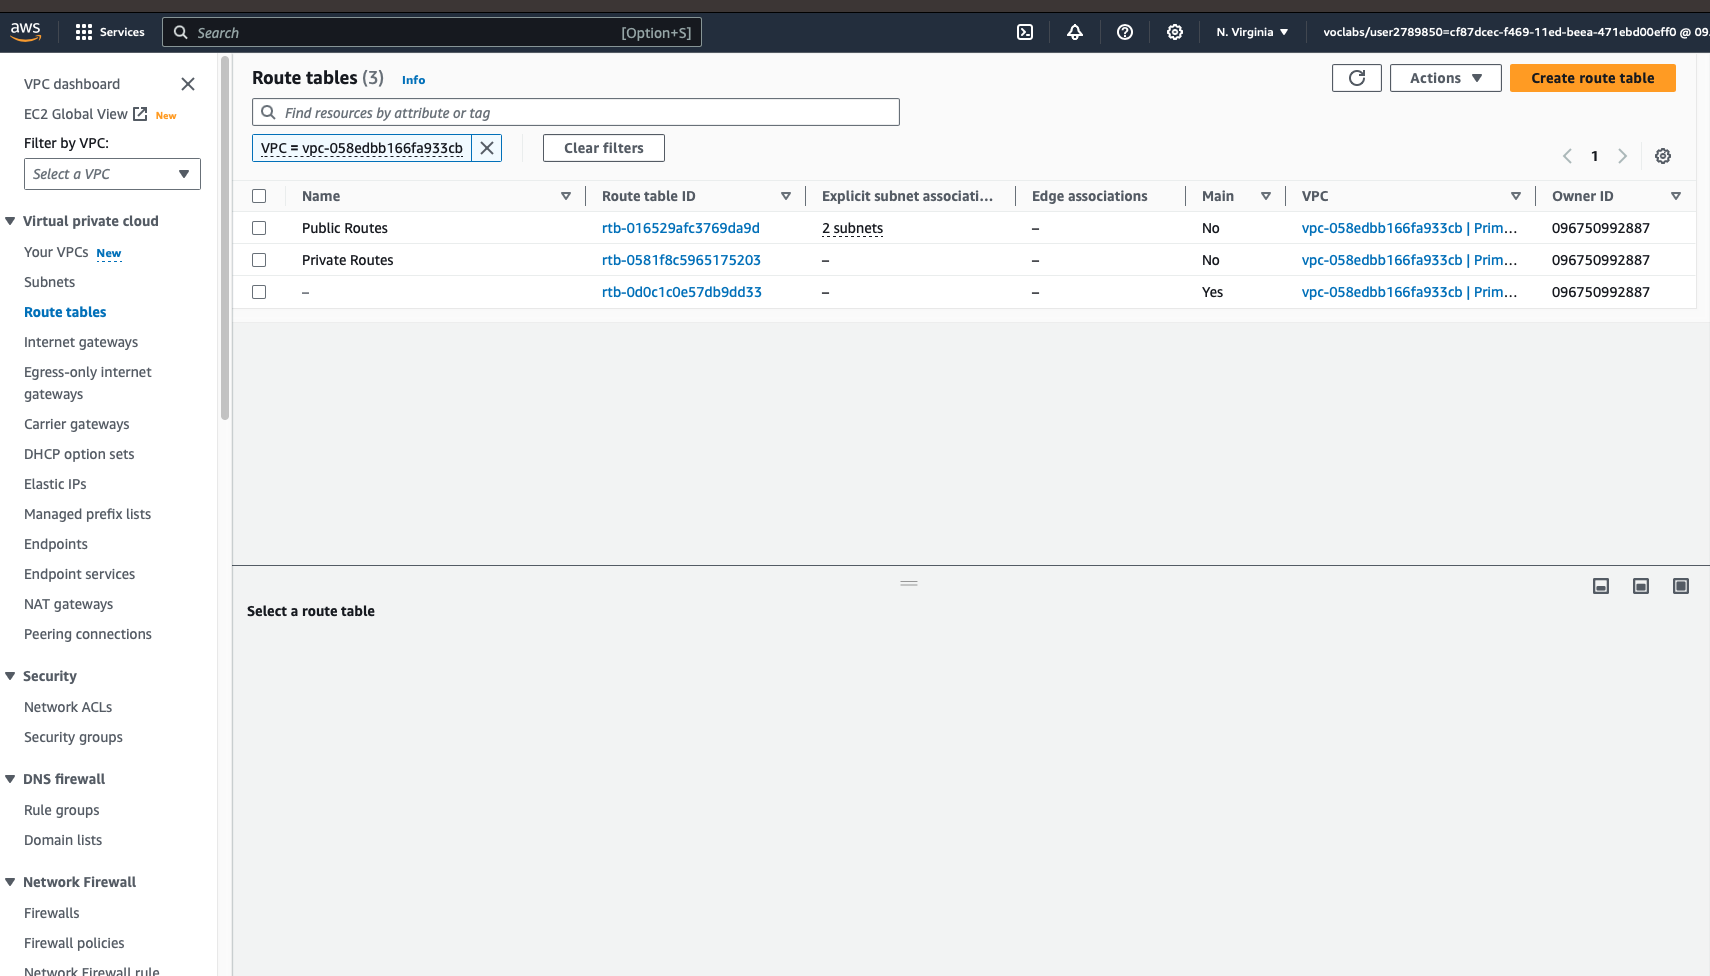 aws
Services
Search [Option+S]
N. Virginia
voclabs/user2789850=cf87dcec-f469-11ed-beea-471ebd00eff0 @ 09
VPC dashboard
EC2 Global View New
Filter by VPC:
Select a VPC
Virtual private cloud
Your VPCs New
Subnets
Route tables
Internet gateways
Egress-only internet
gateways
Carrier gateways
DHCP option sets
Elastic IPs
Managed prefix lists
Endpoints
Endpoint services
NAT gateways
Peering connections
Security
Network ACLs
Security groups
DNS firewall
Rule groups
Domain lists
Network Firewall
Firewalls
Firewall policies
Network Firewall rule
Route tables (3) Info
Actions
Create route table
Find resources by attribute or tag
VPC = vpc-058edbb166fa933cb
Clear filters
1
Name Route table ID Explicit subnet associati... Edge associations Main VPC Owner ID
Public Routes rtb-016529afc3769da9d 2 subnets – No vpc-058edbb166fa933cb | Prim... 096750992887
Private Routes rtb-0581f8c5965175203 – – No vpc-058edbb166fa933cb | Prim... 096750992887
– rtb-0d0c1c0e57db9dd33 – – Yes vpc-058edbb166fa933cb | Prim... 096750992887
Select a route table